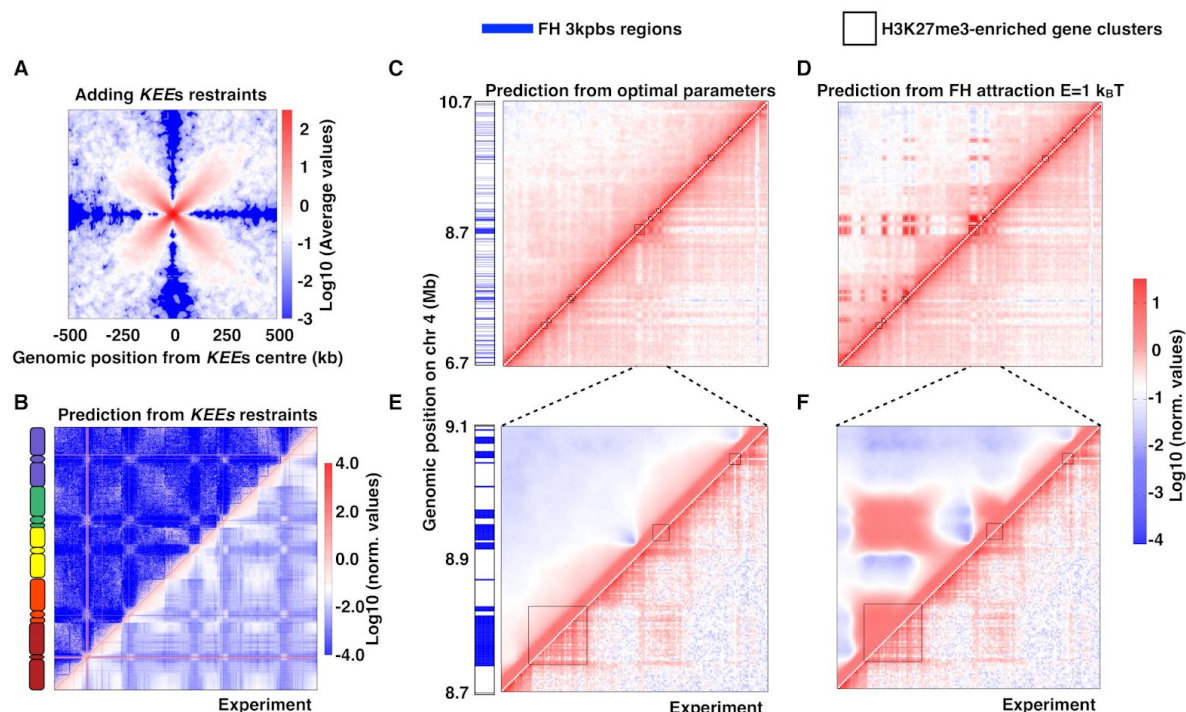 FH 3kpbs regions
H3K27me3-enriched gene clusters
A
Adding KEEs restraints
2
1
0
-1
-2
-3
Log10 (Average values)
-500 -250 0 250 500
Genomic position from KEEs centre (kb)
B
Prediction from KEEs restraints
4.0
2.0
0.0
-2.0
-4.0
Log10 (norm. values)
Experiment
C
Prediction from optimal parameters
10.7
8.7
6.7
Genomic position on chr 4 (Mb)
D
Prediction from FH attraction E=1 kBT
E
9.1
8.9
8.7
Experiment
F
Experiment
1
0
-1
-2
-3
-4
Log10 (norm. values)